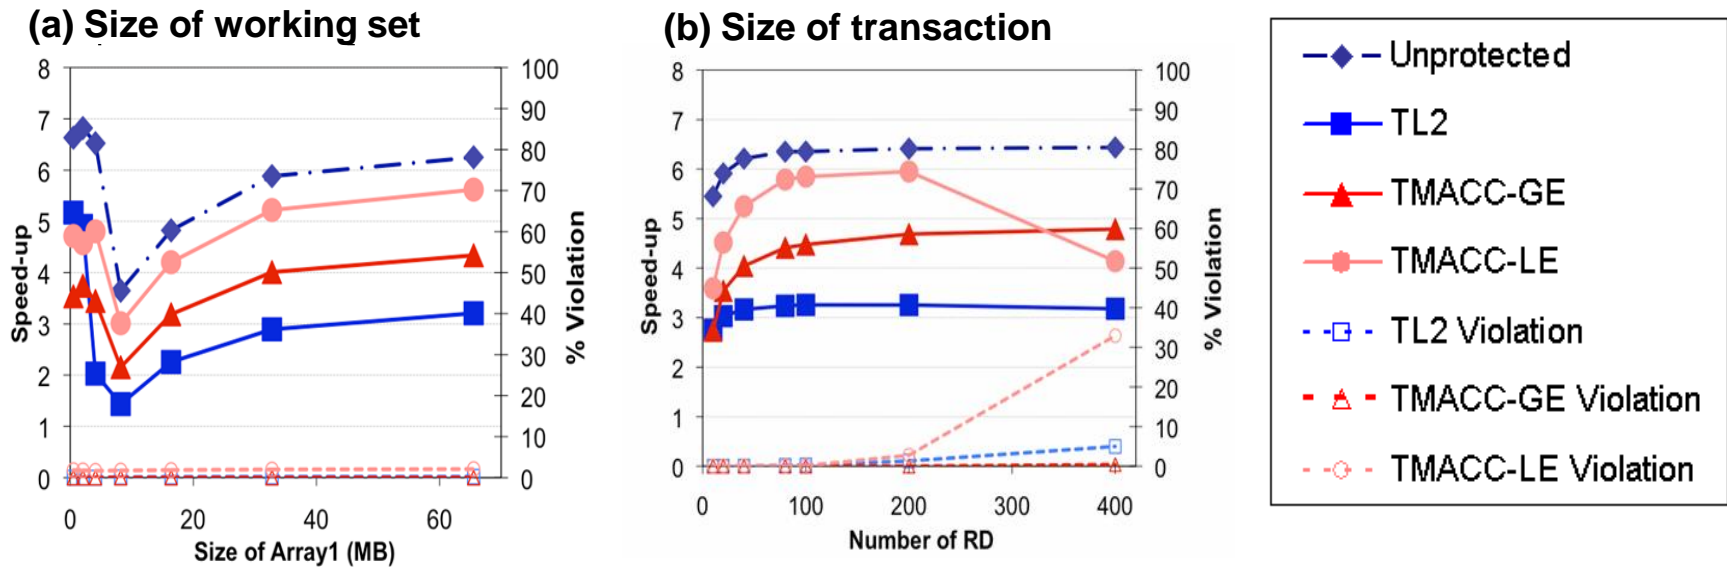 (a) Size of working set
8
7
6
5
4
3
2
1
0
Speed-up
100
90
80
70
60
50
40
30
20
10
0
% Violation
0 20 40 60
Size of Array1 (MB)
(b) Size of transaction
8
7
6
5
4
3
2
1
0
Speed-up
100
90
80
70
60
50
40
30
20
10
0
% Violation
0 100 200 300 400
Number of RD
Unprotected
TL2
TMACC-GE
TMACC-LE
TL2 Violation
TMACC-GE Violation
TMACC-LE Violation